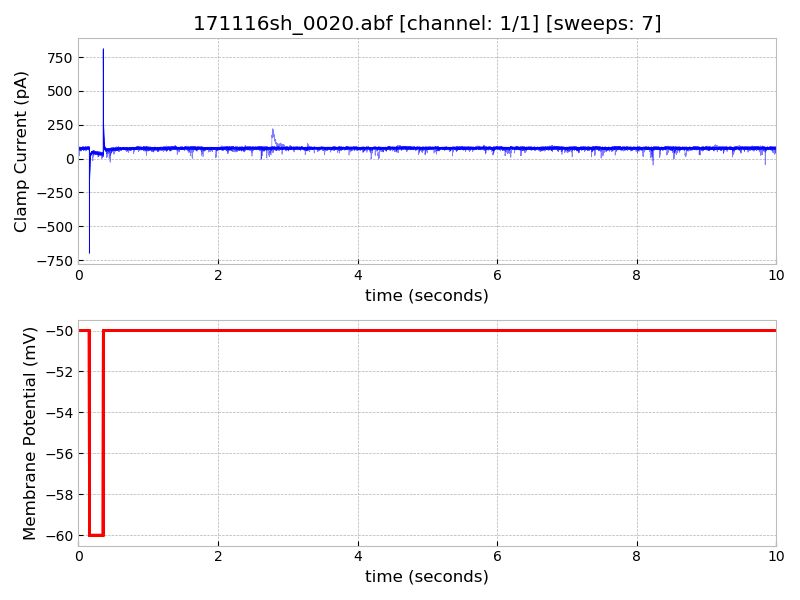 171116sh_0020.abf [channel: 1/1] [sweeps: 7]
Clamp Current (pA)
750
500
250
0
−250
−500
−750
0 2 4 6 8 10
time (seconds)
Membrane Potential (mV)
−50
−52
−54
−56
−58
−60
0 2 4 6 8 10
time (seconds)